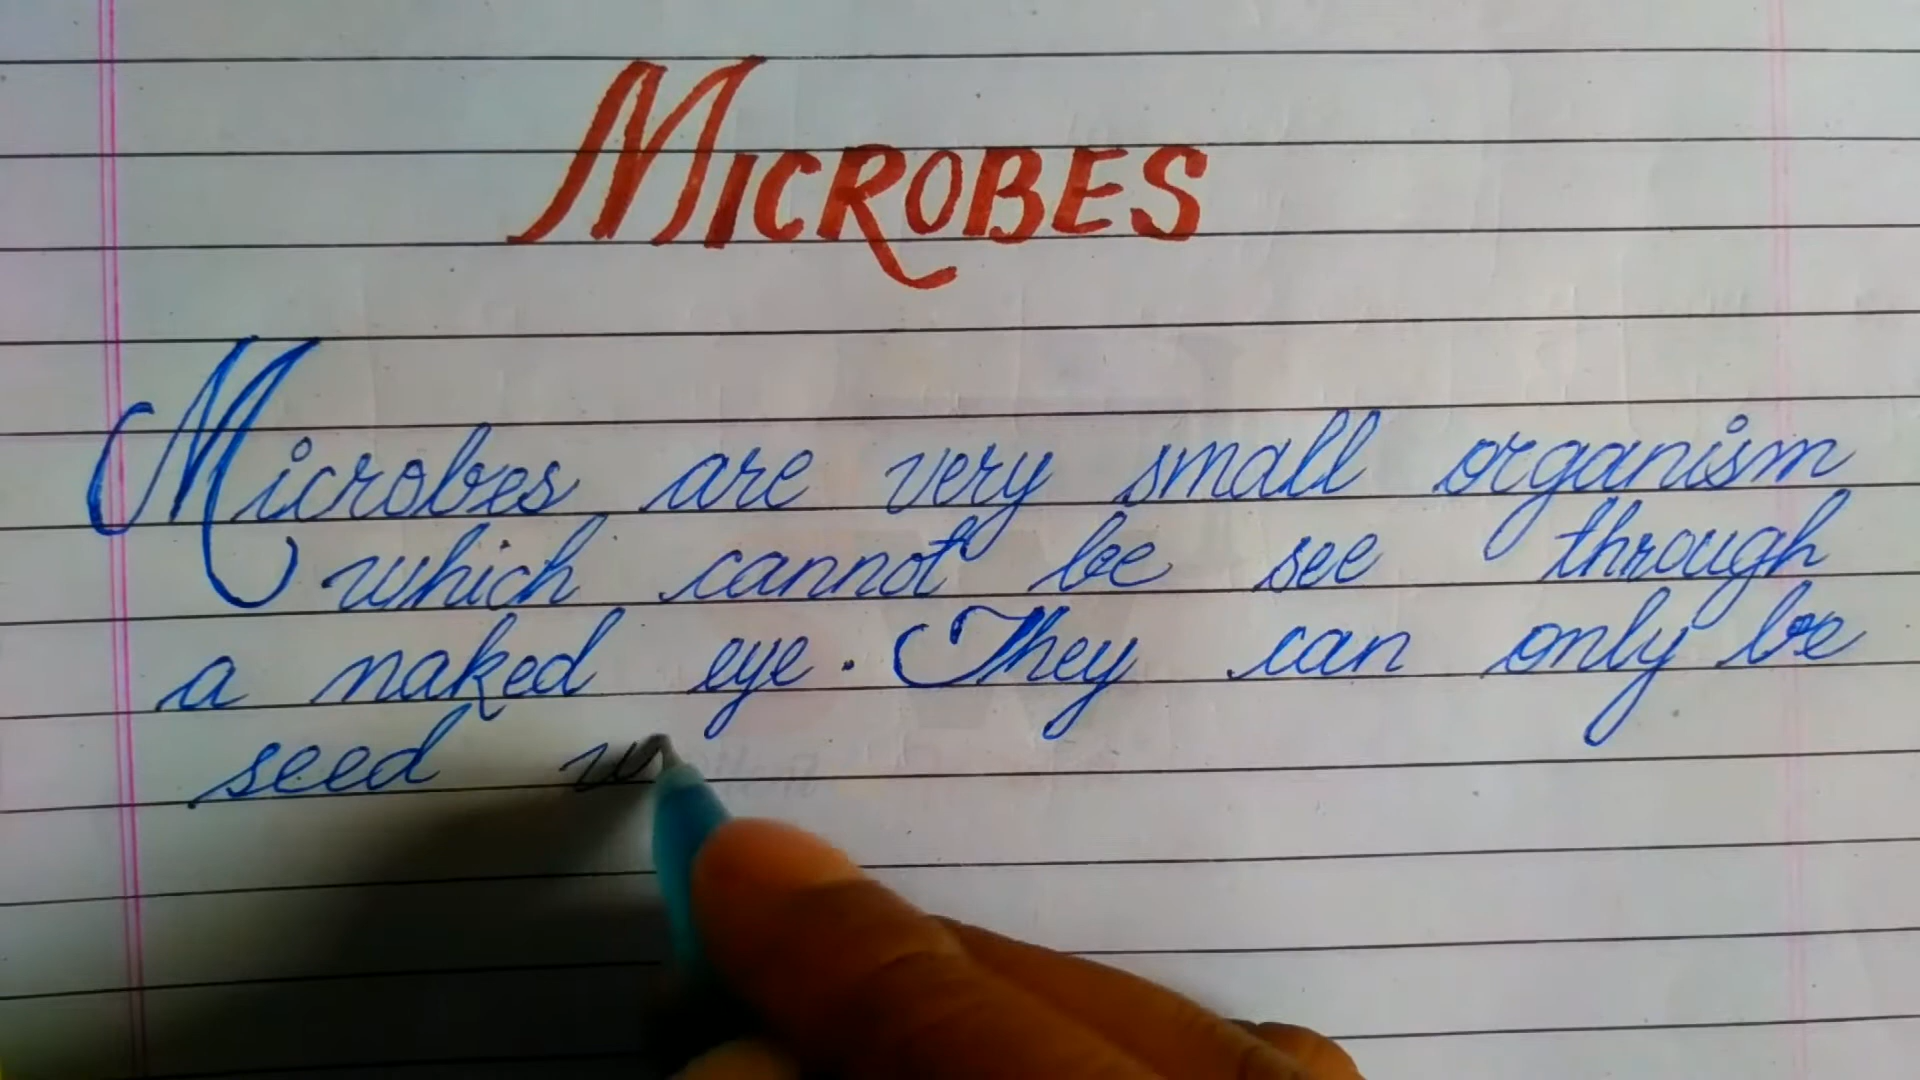 MICROBES
Microbes are very small organism
which cannot be see through
a naked eye. They can only be
seed